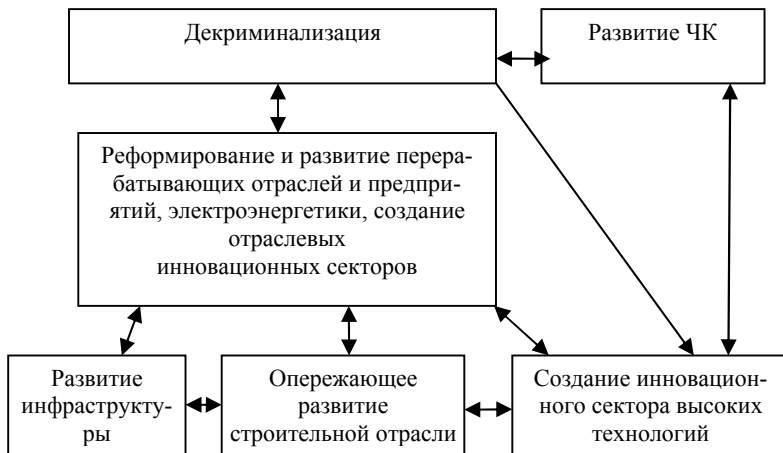 Декриминализация
Развитие ЧК
Реформирование и развитие перера-
батывающих отраслей и предпри-
ятий, электроэнергетики, создание
отраслевых
инновационных секторов
Развитие
инфраструкту-
ры
Опережающее
развитие
строительной отрасли
Создание инновацион-
ного сектора высоких
технологий